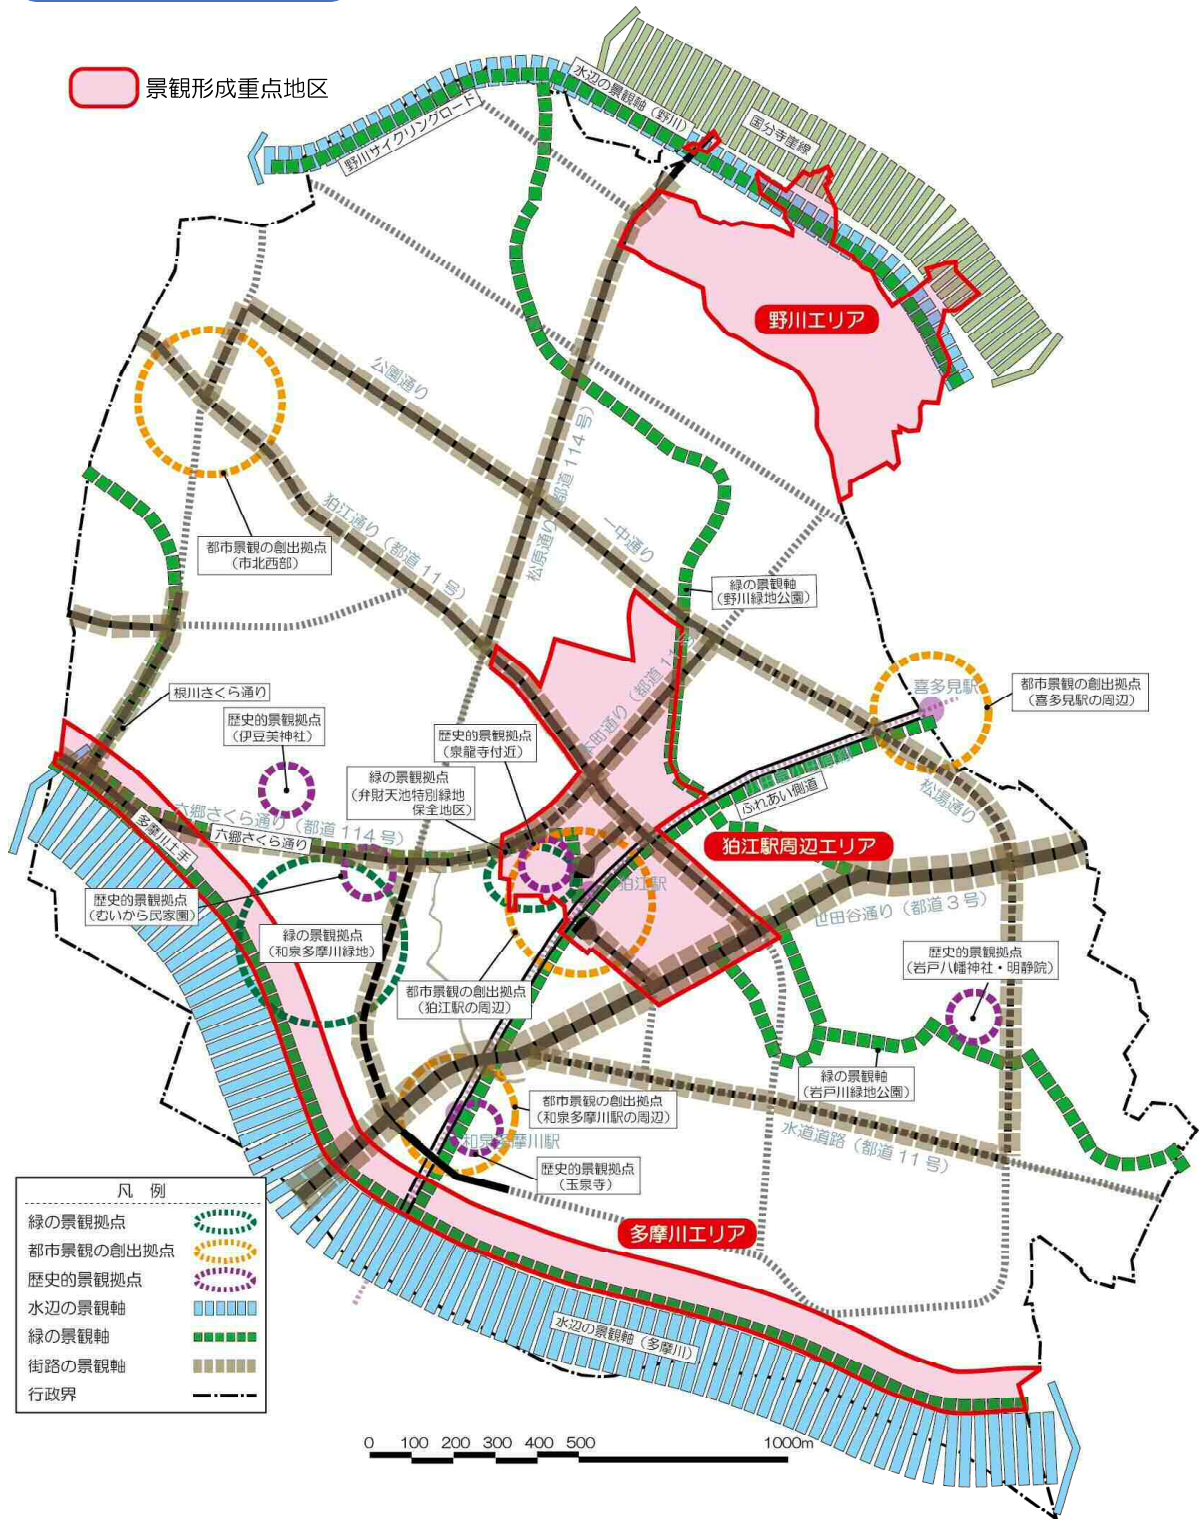 景観形成重点地区
水辺の景観軸（野川）
国分寺崖線
野川サイクリングロード
野川エリア
公園通り
松原通り（都道114号）
狛江通り（都道11号）
一中通り
都市景観の創出拠点
（市北西部）
緑の景観軸
（野川緑地公園）
本町通り（都道11号）
喜多見駅
都市景観の創出拠点
（喜多見駅の周辺）
根川さくら通り
歴史的景観拠点
（伊豆美神社）
歴史的景観拠点
（泉龍寺付近）
緑の景観拠点
（弁財天池特別緑地
保全地区）
ふれあい側道
松場通り
六郷さくら通り（都道114号）
六郷さくら通り
多摩川土手
狛江駅周辺エリア
狛江駅
世田谷通り（都道3号）
歴史的景観拠点
（むいから民家園）
緑の景観拠点
（和泉多摩川緑地）
歴史的景観拠点
（岩戸八幡神社・明静院）
都市景観の創出拠点
（狛江駅の周辺）
緑の景観軸
（岩戸川緑地公園）
都市景観の創出拠点
（和泉多摩川駅の周辺）
和泉多摩川駅
水道道路（都道11号）
歴史的景観拠点
（玉泉寺）
多摩川エリア
水辺の景観軸（多摩川）
凡 例
緑の景観拠点
都市景観の創出拠点
歴史的景観拠点
水辺の景観軸
緑の景観軸
街路の景観軸
行政界
0 100 200 300 400 500 1000m